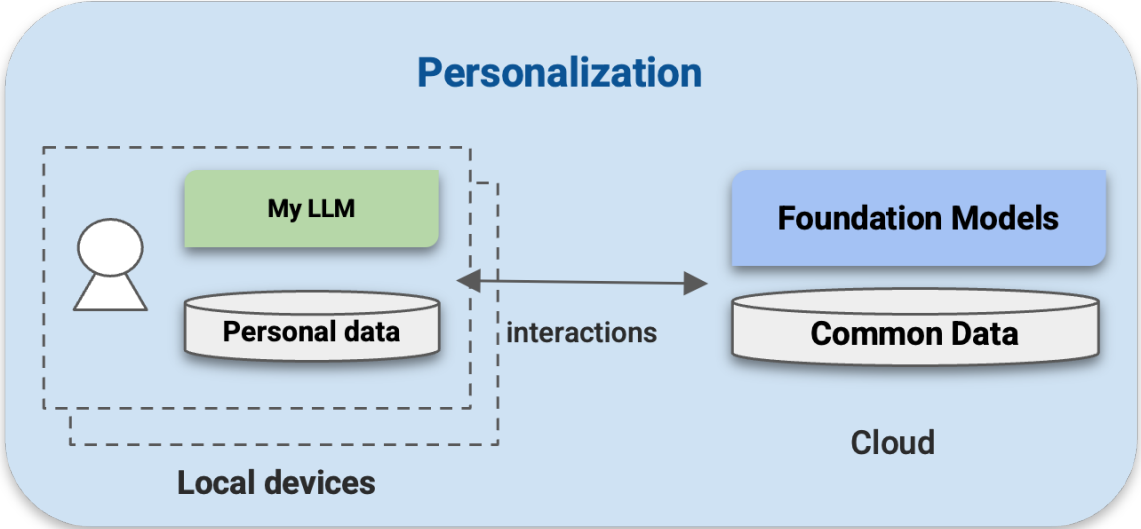 Personalization
My LLM
Personal data
Local devices
interactions
Foundation Models
Common Data
Cloud